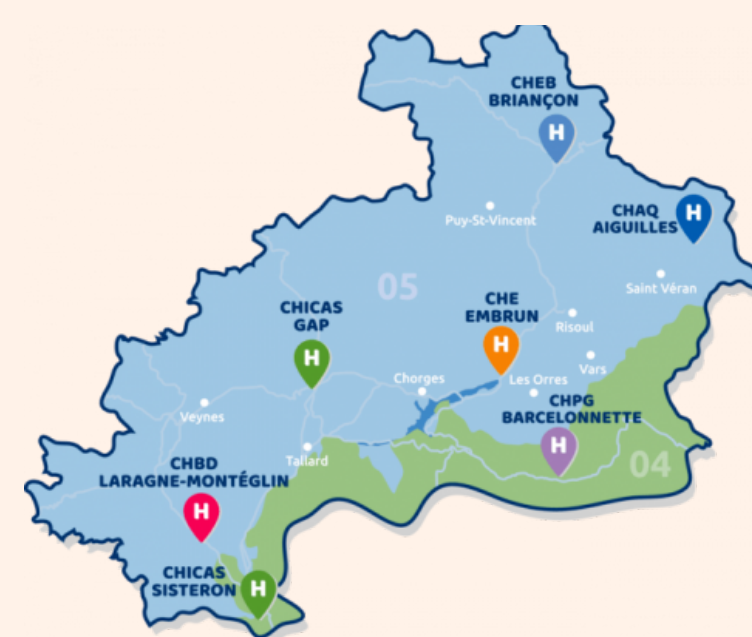 CHEB
BRIANÇON
H
CHAQ
AIGUILLES
H
Puy-St-Vincent
Saint Véran
05
CHICAS
GAP
H
CHE
EMBRUN
H
Risoul
Vars
Chorges
Les Orres
Veynes
CHPG
BARCELONNETTE
H
04
Tallard
CHBD
LARAGNE-MONTÉGLIN
H
CHICAS
SISTERON
H